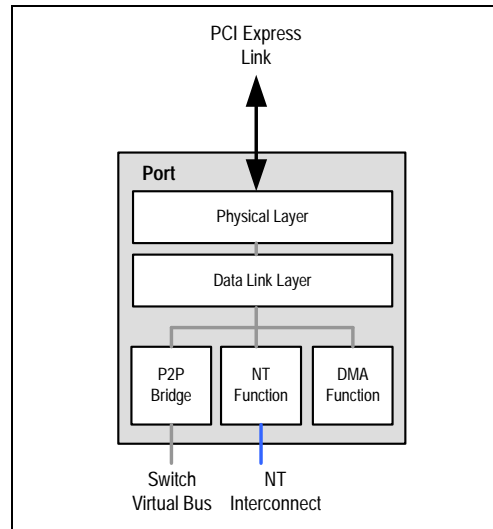 PCI Express
Link
Port
Physical Layer
Data Link Layer
P2P
Bridge
NT
Function
DMA
Function
Switch
Virtual Bus
NT
Interconnect